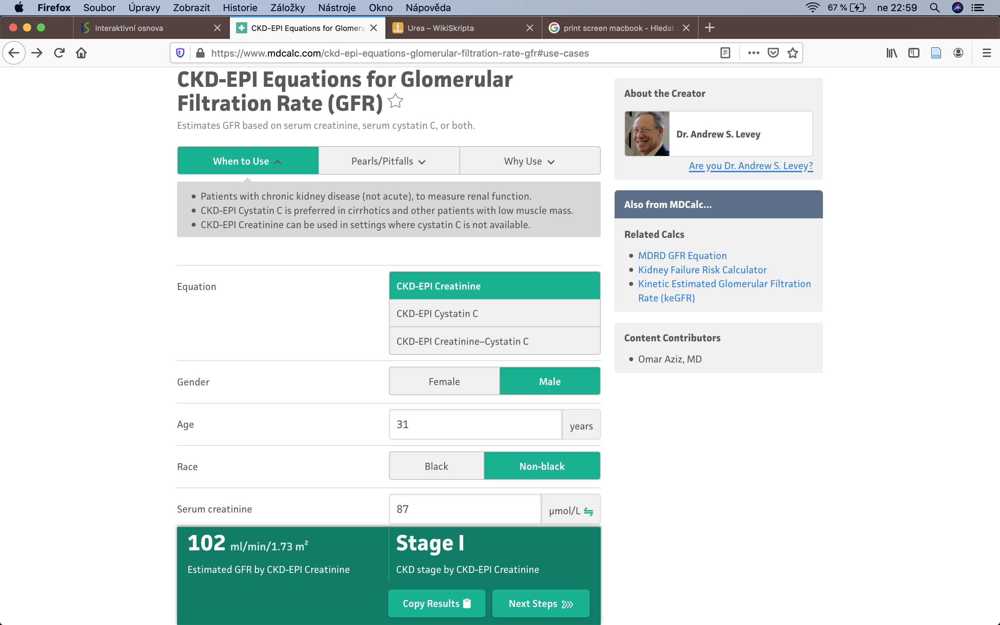 Firefox Soubor Úpravy Zobrazit Historie Záložky Nástroje Okno Nápověda 67 % ne 22:59
Interaktivní osnova
CKD-EPI Equations for Glomeru
Urea – WikiSkripta
print screen macbook - Hledat
https://www.mdcalc.com/ckd-epi-equations-glomerular-filtration-rate-gfr#use-cases
CKD-EPI Equations for Glomerular
Filtration Rate (GFR)
Estimates GFR based on serum creatinine, serum cystatin C, or both.
When to Use
Pearls/Pitfalls
Why Use
• Patients with chronic kidney disease (not acute), to measure renal function.
• CKD-EPI Cystatin C is preferred in cirrhotics and other patients with low muscle mass.
• CKD-EPI Creatinine can be used in settings where cystatin C is not available.
Equation
CKD-EPI Creatinine
CKD-EPI Cystatin C
CKD-EPI Creatinine–Cystatin C
Gender
Female
Male
Age
31
years
Race
Black
Non-black
Serum creatinine
87
µmol/L
102 ml/min/1.73 m²
Estimated GFR by CKD-EPI Creatinine
Stage I
CKD stage by CKD-EPI Creatinine
Copy Results
Next Steps
About the Creator
Dr. Andrew S. Levey
Are you Dr. Andrew S. Levey?
Also from MDCalc...
Related Calcs
• MDRD GFR Equation
• Kidney Failure Risk Calculator
• Kinetic Estimated Glomerular Filtration
Rate (keGFR)
Content Contributors
• Omar Aziz, MD